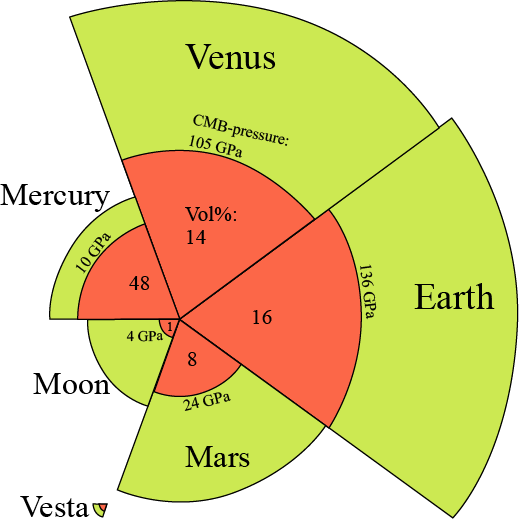 Venus
CMB-pressure:
105 GPa
Mercury
Vol%:
14
10 GPa
48
136 GPa
Earth
16
4 GPa
1
8
Moon
24 GPa
Mars
Vesta